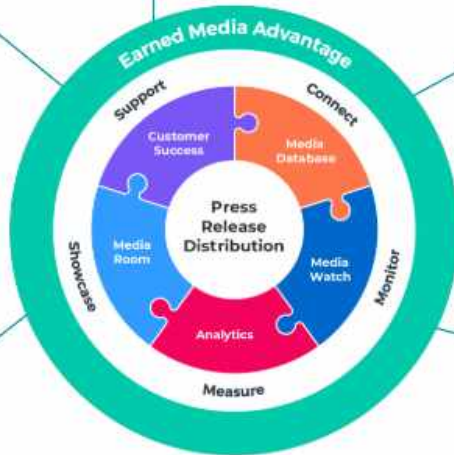 Earned Media Advantage
Support
Connect
Customer
Success
Media
Database
Press
Release
Distribution
Media
Room
Media
Watch
Showcase
Monitor
Analytics
Measure